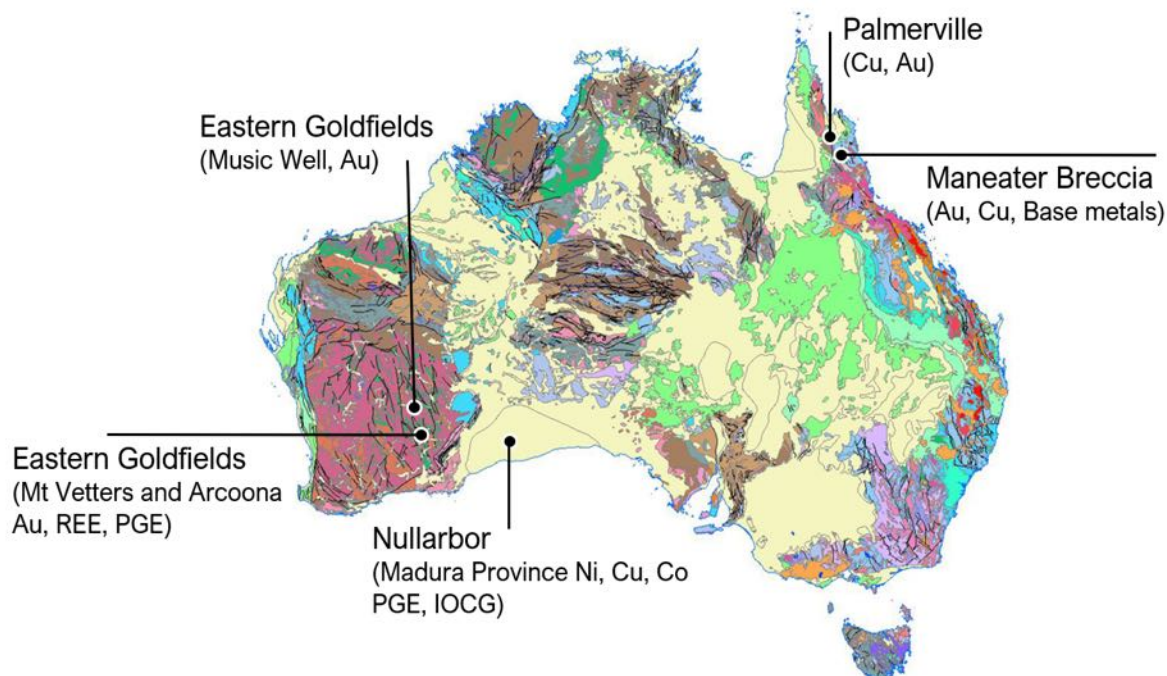 Palmerville
(Cu, Au)
Eastern Goldfields
(Music Well, Au)
Maneater Breccia
(Au, Cu, Base metals)
Eastern Goldfields
(Mt Vetters and Arcoona
Au, REE, PGE)
Nullarbor
(Madura Province Ni, Cu, Co
PGE, IOCG)